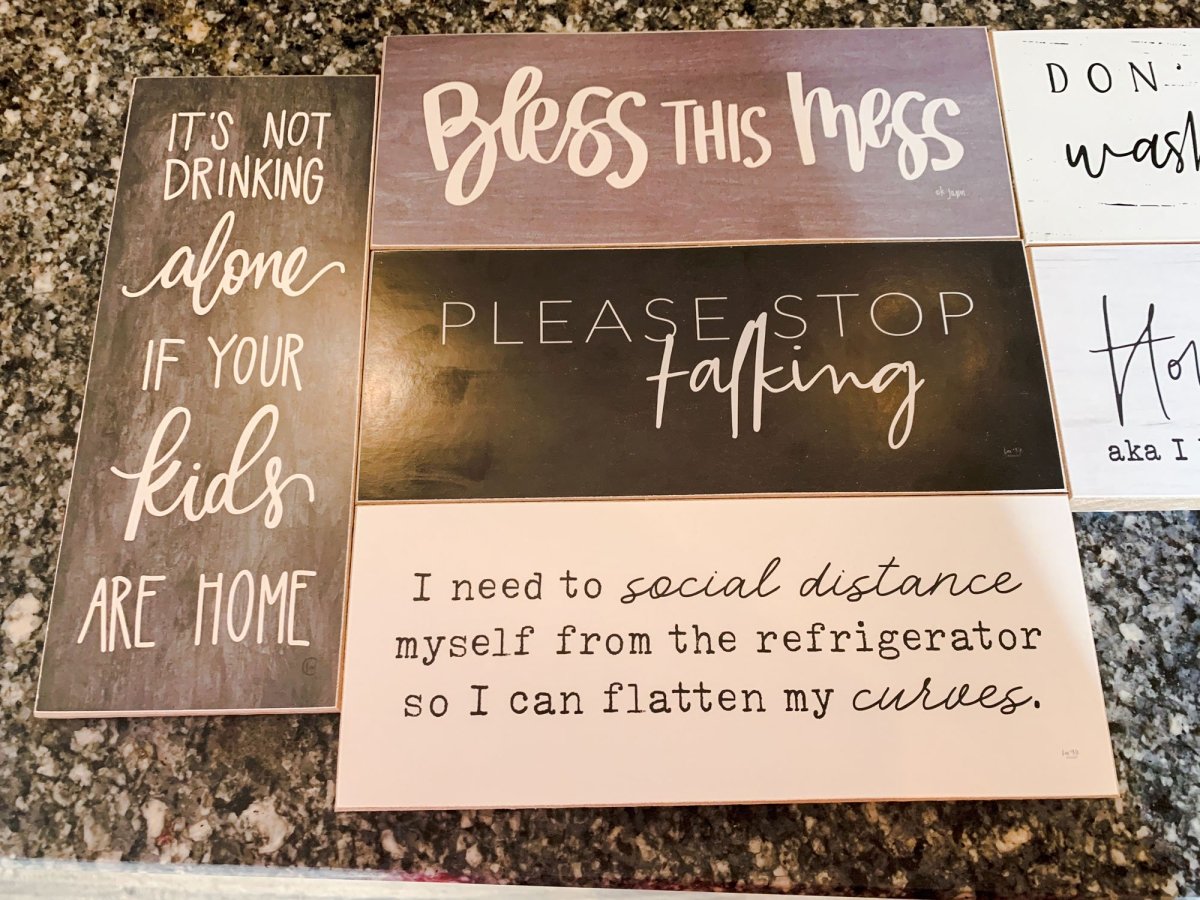 IT'S NOT
DRINKING
alone
IF YOUR
kids
ARE HOME
Bless THIS Mess
PLEASE STOP
talking
I need to social distance
myself from the refrigerator
so I can flatten my curves.
DON'
wash
aka I